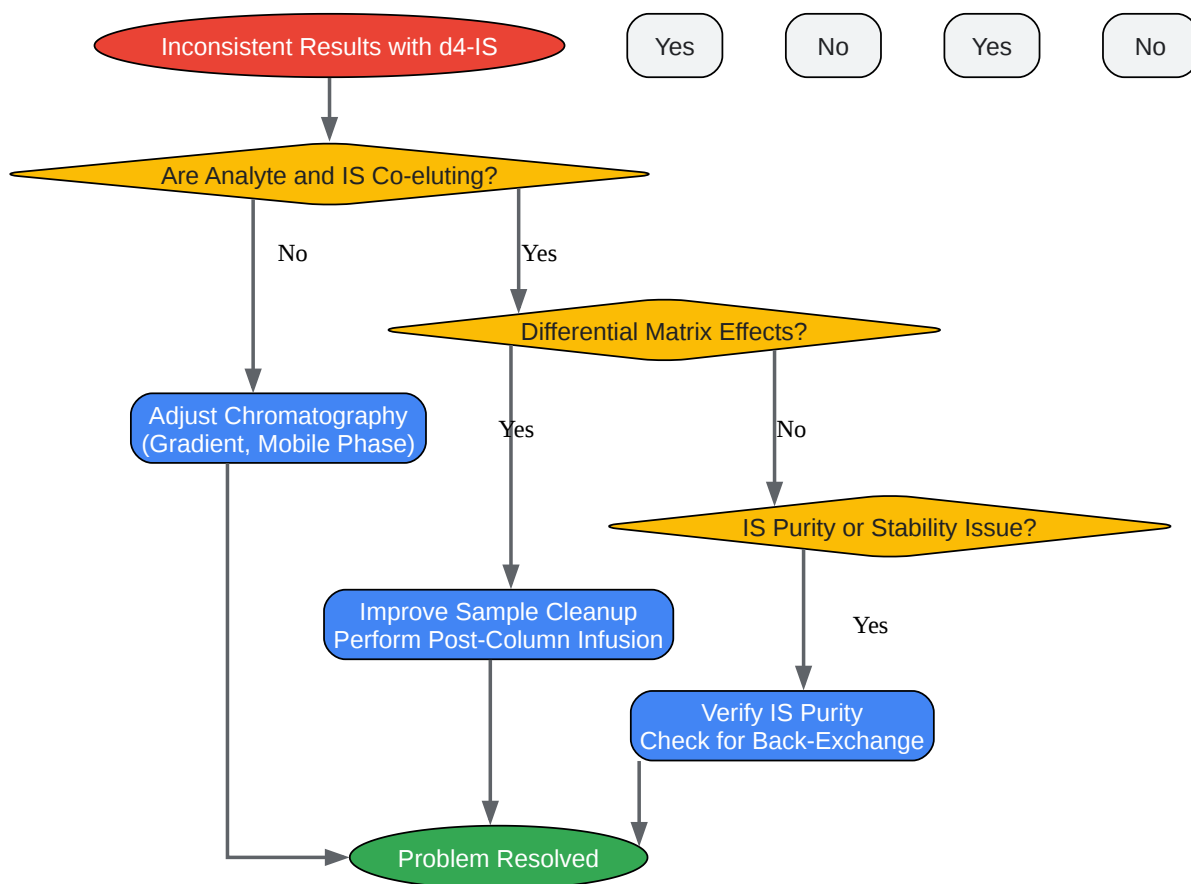 Inconsistent Results with d4-IS
Yes
No
Yes
No
Are Analyte and IS Co-eluting?
No
Yes
Differential Matrix Effects?
Adjust Chromatography
(Gradient, Mobile Phase)
Yes
No
IS Purity or Stability Issue?
Improve Sample Cleanup
Perform Post-Column Infusion
Yes
Verify IS Purity
Check for Back-Exchange
Problem Resolved